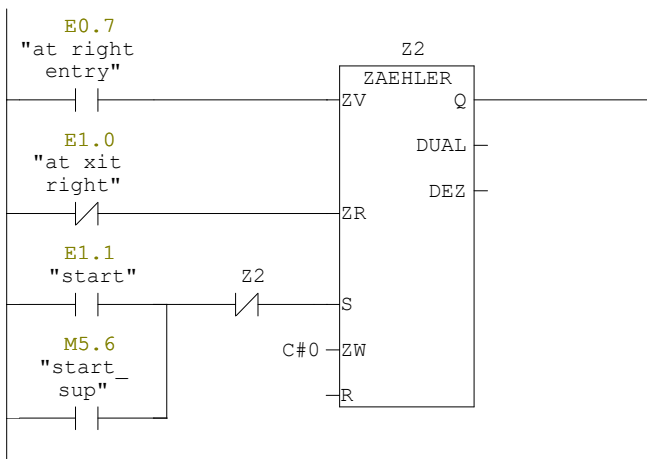 E0.7
"at right
entry"
Z2
ZAEHLER
ZV
Q
DUAL
DEZ
E1.0
"at xit
right"
ZR
E1.1
"start"
Z2
S
M5.6
"start_
sup"
C#0
ZW
R